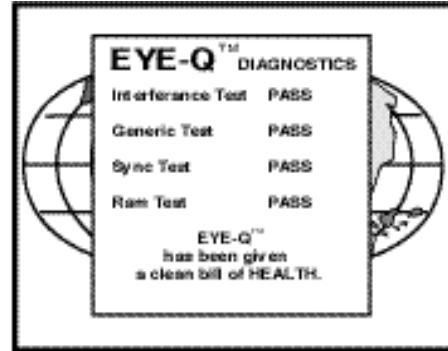 EYE-Q™ DIAGNOSTICS
Interferance Test PASS
Generic Test PASS
Sync Test PASS
Ram Test PASS
EYE-Q™
has been given
a clean bill of HEALTH.